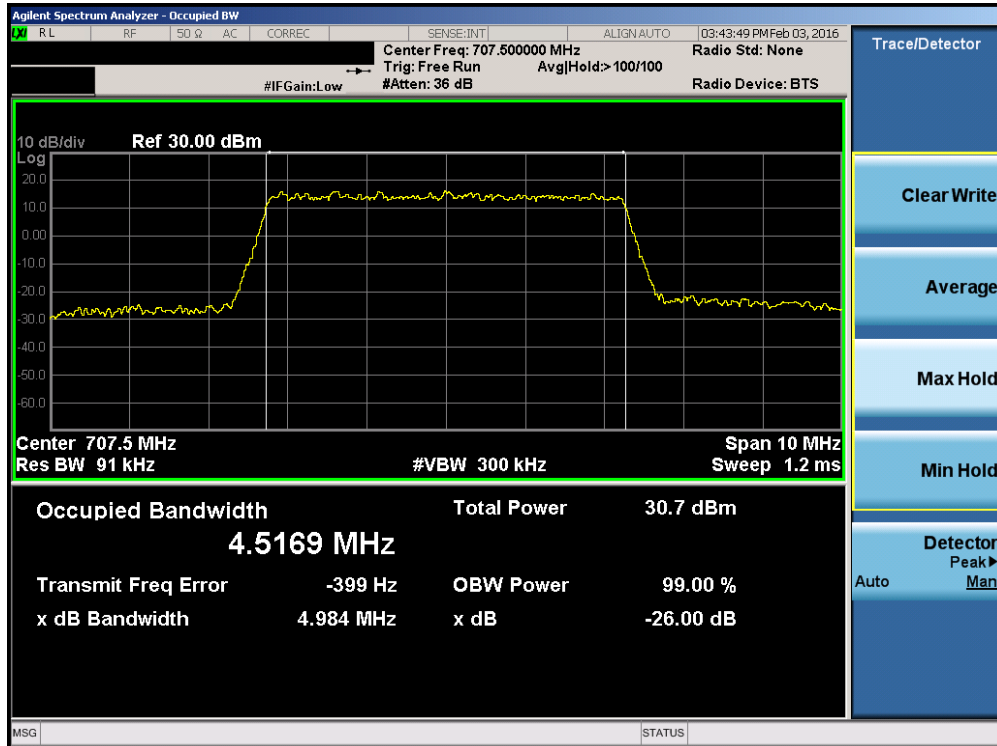 Agilent Spectrum Analyzer - Occupied BW
LXI RL RF 50 Ω AC CORREC SENSE:INT ALIGN AUTO 03:43:49 PM Feb 03, 2016
Center Freq: 707.500000 MHz Radio Std: None
Trig: Free Run Avg|Hold:>100/100
#IFGain:Low #Atten: 36 dB Radio Device: BTS
10 dB/div Ref 30.00 dBm
Log
20.0
10.0
0.00
-10.0
-20.0
-30.0
-40.0
-50.0
-60.0
Center 707.5 MHz Span 10 MHz
Res BW 91 kHz #VBW 300 kHz Sweep 1.2 ms
Occupied Bandwidth Total Power 30.7 dBm
4.5169 MHz
Transmit Freq Error -399 Hz OBW Power 99.00 %
x dB Bandwidth 4.984 MHz x dB -26.00 dB
MSG STATUS
Trace/Detector
Clear Write
Average
Max Hold
Min Hold
Detector
Peak▶
Auto Man